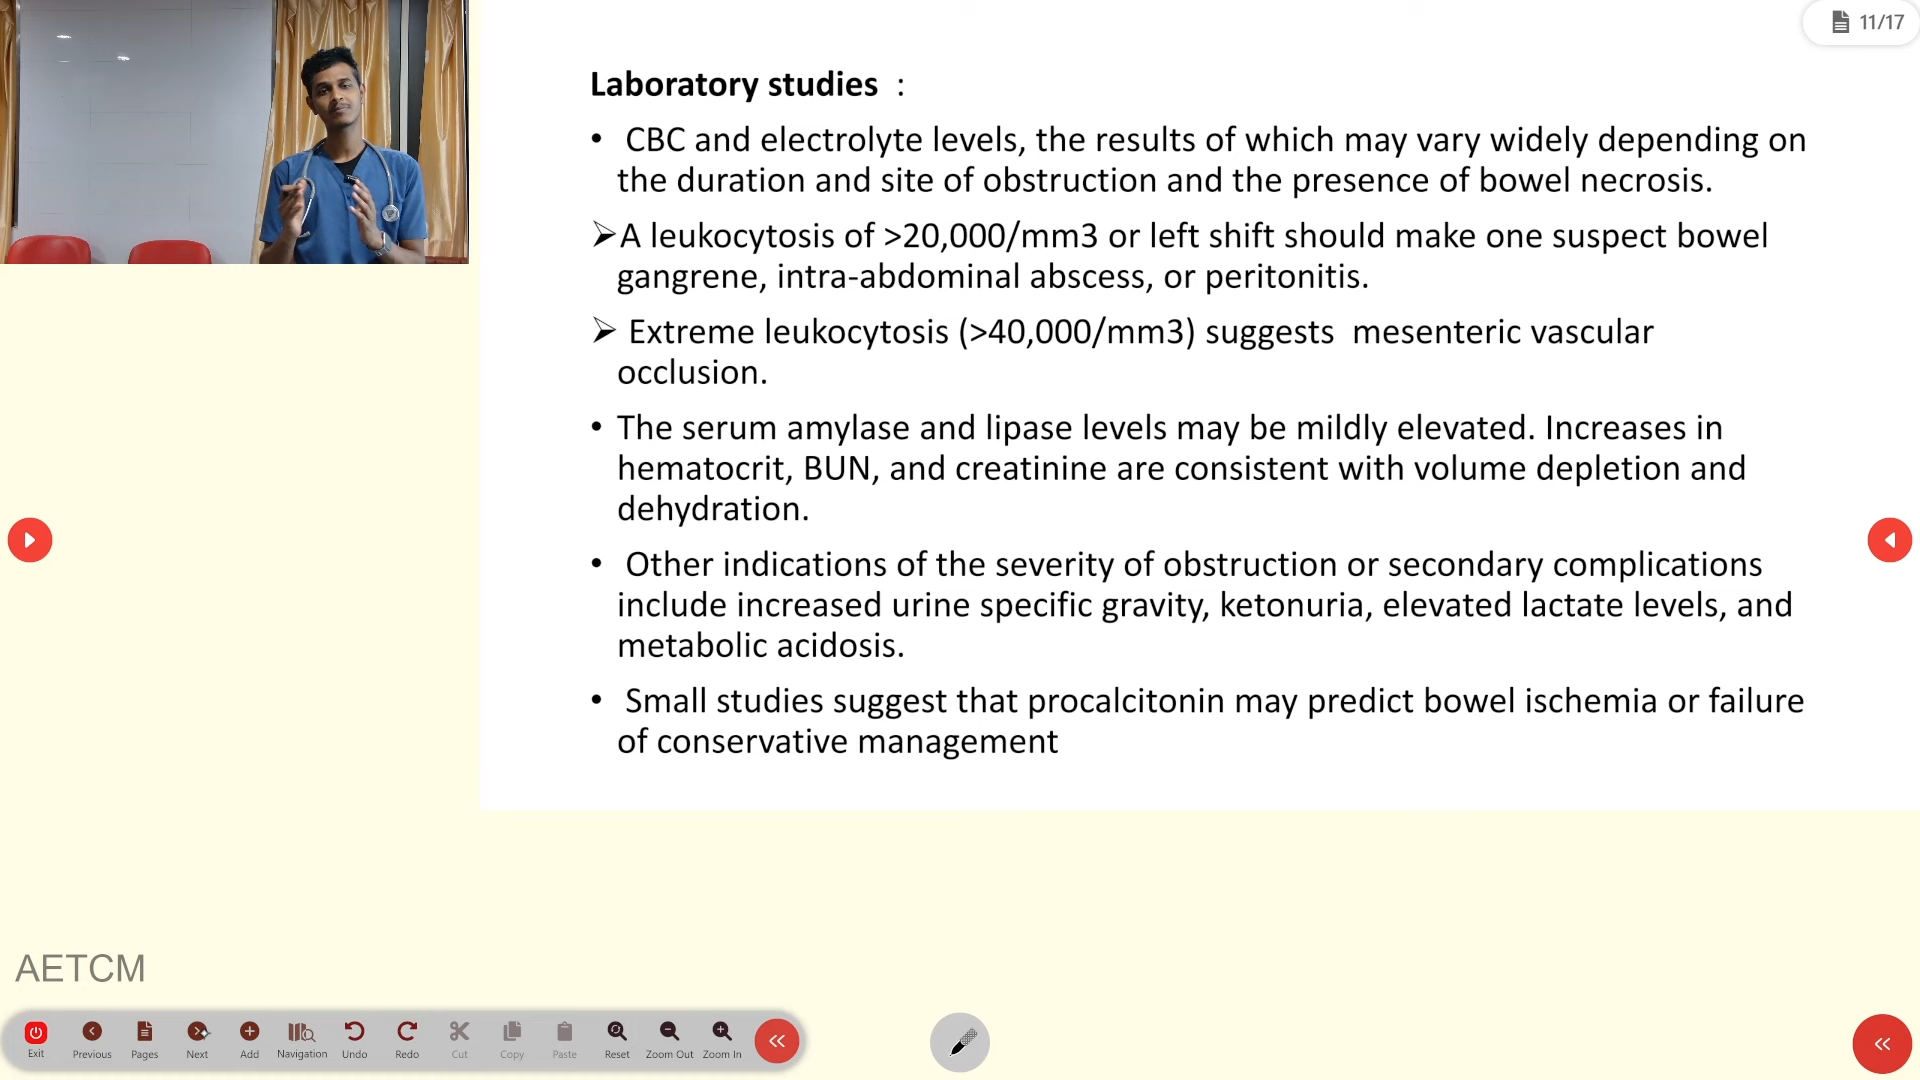 11/17
Laboratory studies :
• CBC and electrolyte levels, the results of which may vary widely depending on
the duration and site of obstruction and the presence of bowel necrosis.
➢A leukocytosis of >20,000/mm3 or left shift should make one suspect bowel
gangrene, intra-abdominal abscess, or peritonitis.
➢ Extreme leukocytosis (>40,000/mm3) suggests mesenteric vascular
occlusion.
• The serum amylase and lipase levels may be mildly elevated. Increases in
hematocrit, BUN, and creatinine are consistent with volume depletion and
dehydration.
• Other indications of the severity of obstruction or secondary complications
include increased urine specific gravity, ketonuria, elevated lactate levels, and
metabolic acidosis.
• Small studies suggest that procalcitonin may predict bowel ischemia or failure
of conservative management
AETCM
Exit Previous Pages Next Add Navigation Undo Redo Cut Copy Paste Reset Zoom Out Zoom In